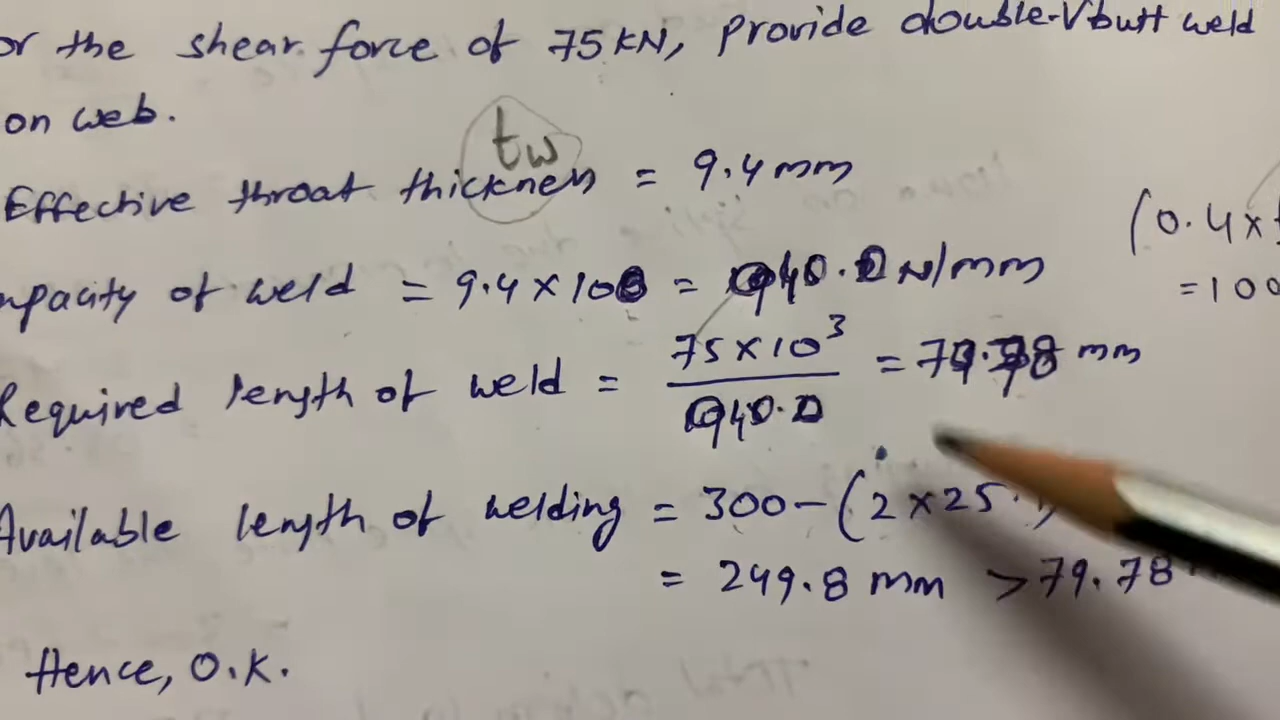 or the shear force of 75 KN, Provide double-V butt weld
on web.
tw
Effective throat thickness = 9.4 mm
apacity of weld = 9.4 × 100 = 940.0 N/mm
(0.4 ×
= 100
Required length of weld = 75 × 10³ / 940.0 = 79.78 mm
Available length of welding = 300 - (2 × 25.1)
= 249.8 mm > 79.78
Hence, O.K.